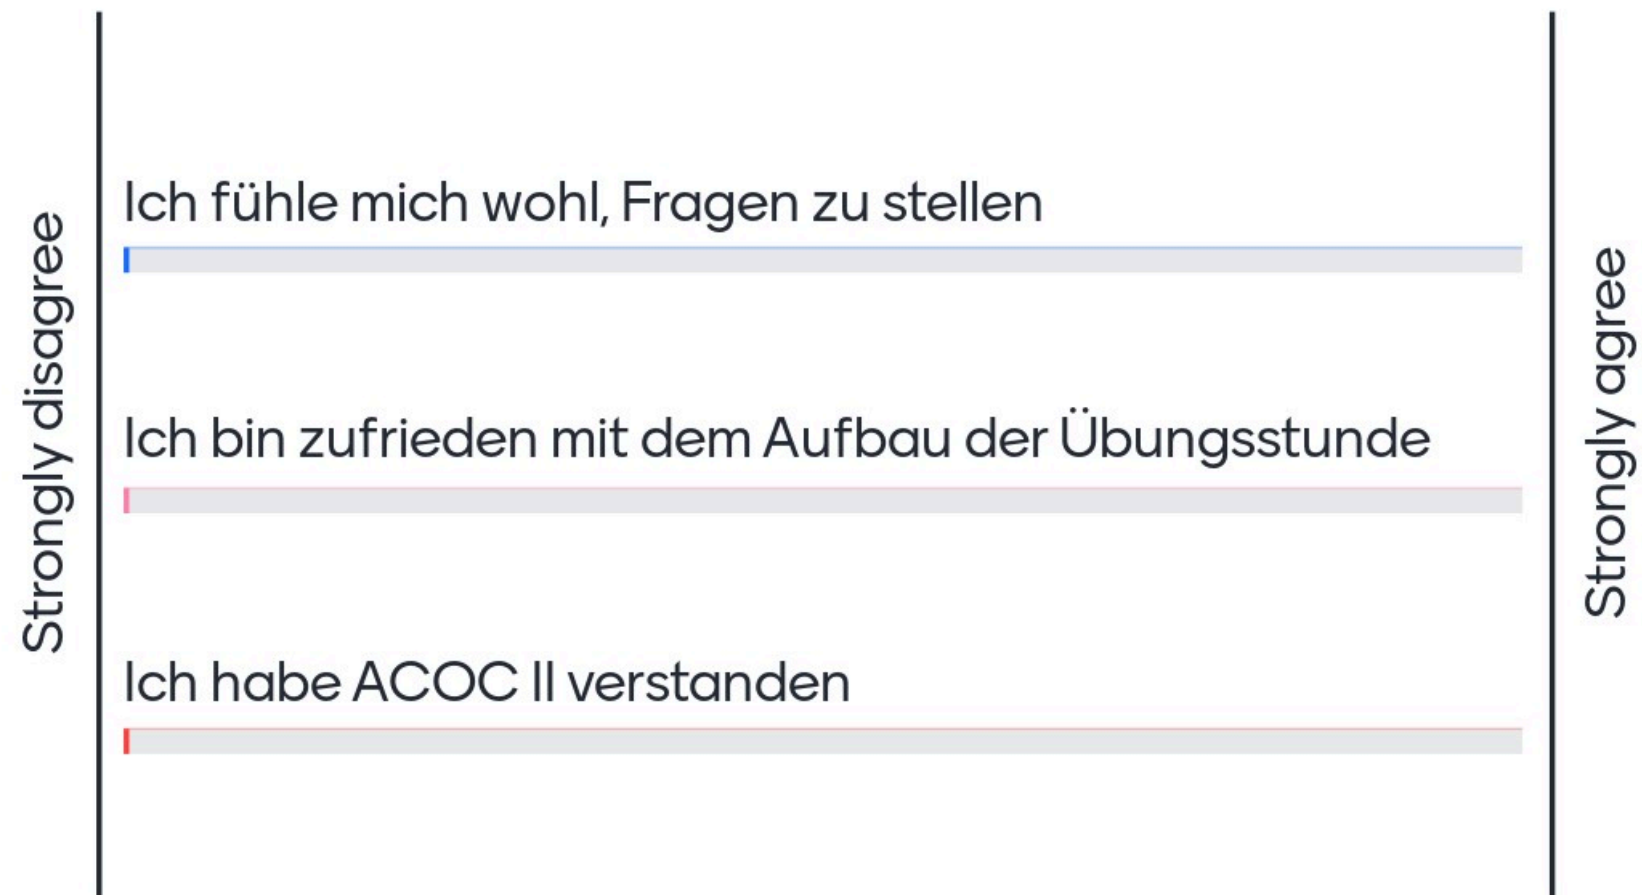 Strongly disagree
Ich fühle mich wohl, Fragen zu stellen
Ich bin zufrieden mit dem Aufbau der Übungsstunde
Ich habe ACOC II verstanden
Strongly agree